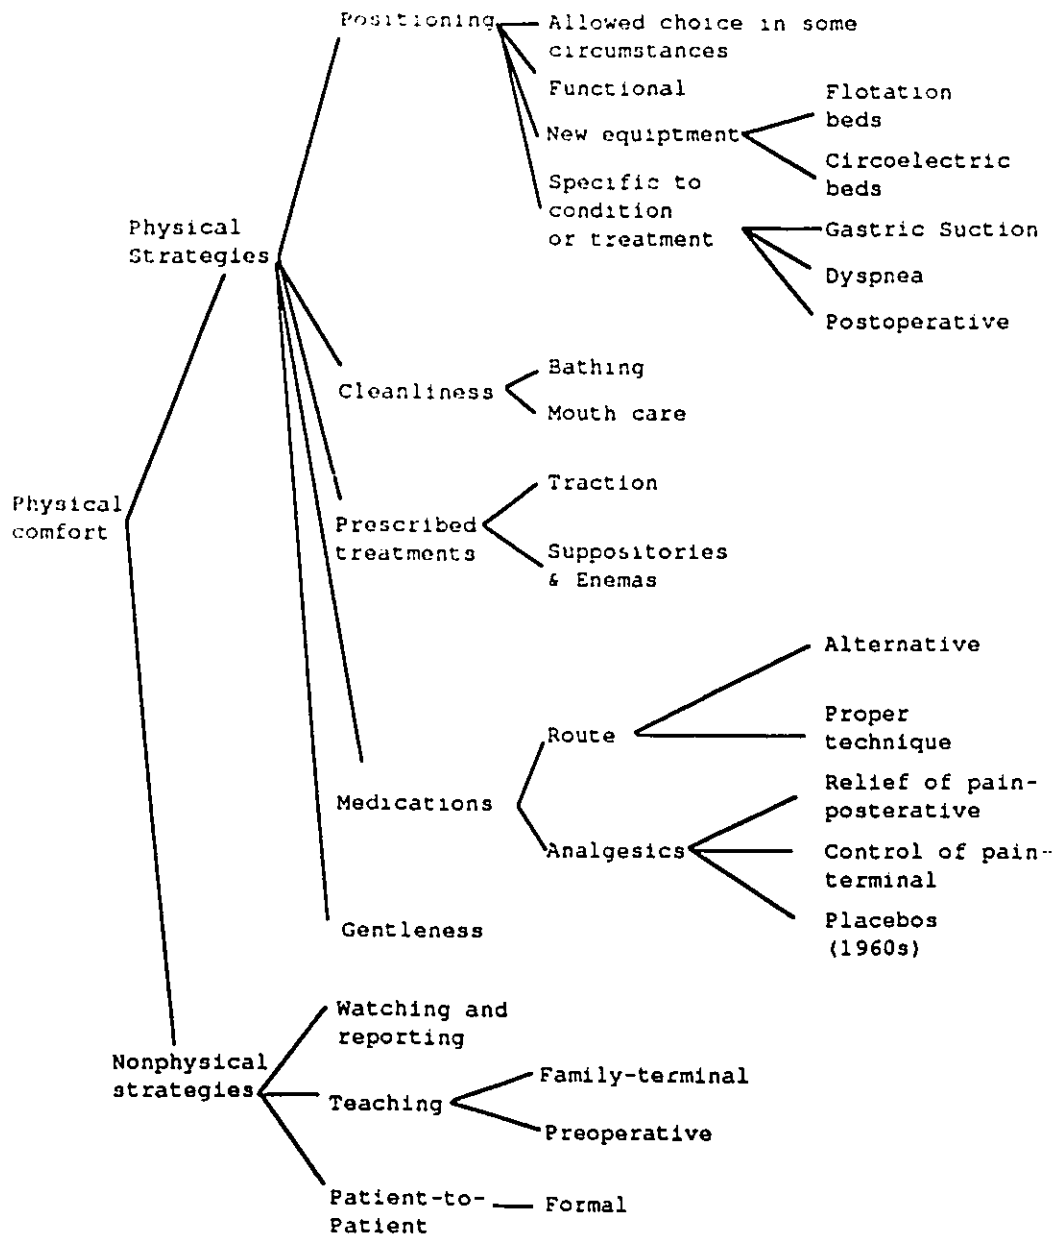 Positioning
Allowed choice in some
circumstances
Functional
New equiptment
Flotation
beds
Circoelectric
beds
Specific to
condition
or treatment
Gastric Suction
Dyspnea
Postoperative
Physical
Strategies
Cleanliness
Bathing
Mouth care
Physical
comfort
Prescribed
treatments
Traction
Suppositories
& Enemas
Medications
Route
Alternative
Proper
technique
Analgesics
Relief of pain-
posterative
Control of pain--
terminal
Placebos
(1960s)
Gentleness
Nonphysical
strategies
Watching and
reporting
Teaching
Family-terminal
Preoperative
Patient-to-
Patient
Formal